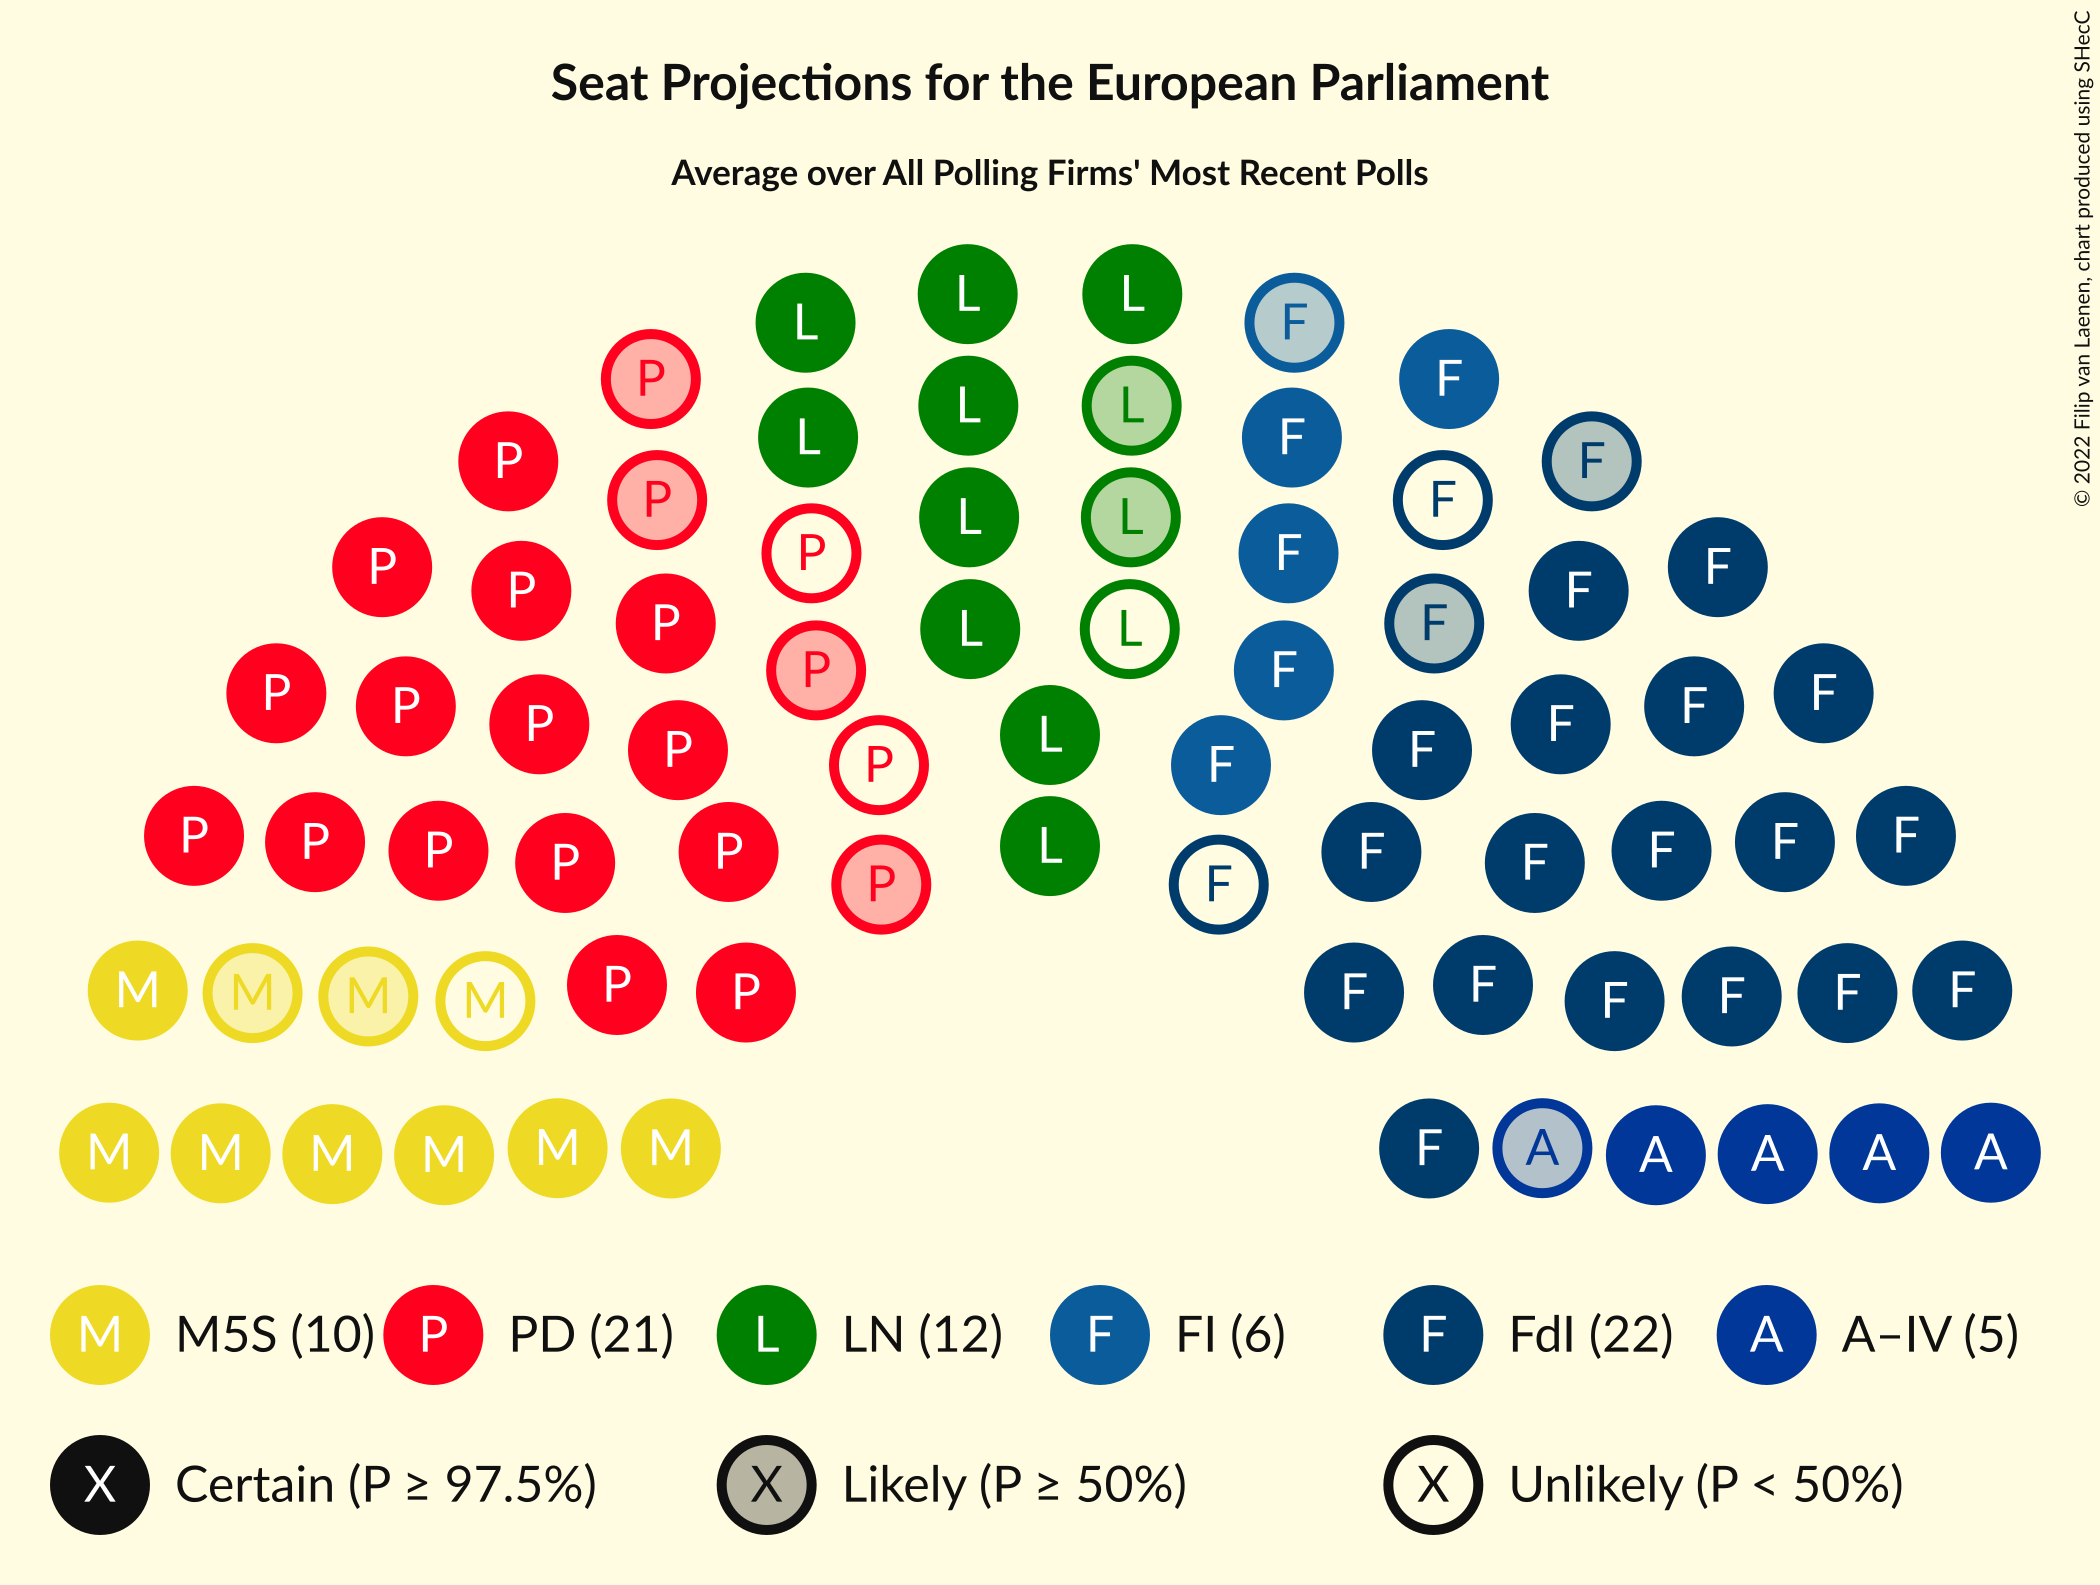 Seat Projections for the European Parliament
Average over All Polling Firms' Most Recent Polls
© 2022 Filip van Laenen, chart produced using SHecC
L L
L F
P F
L L
L F
P F
P F
L L
P F
P F
L L
P F
P F
P F
P F
M M M M P P F F F F F F
P P P P P P L F F F F F
P P P P P F F F F F
L
M M M M M M F A A A A A
M M5S (10) P PD (21) L LN (12) F FI (6) F FdI (22) A A–IV (5)
X Certain (P ≥ 97.5%) X Likely (P ≥ 50%) X Unlikely (P < 50%)